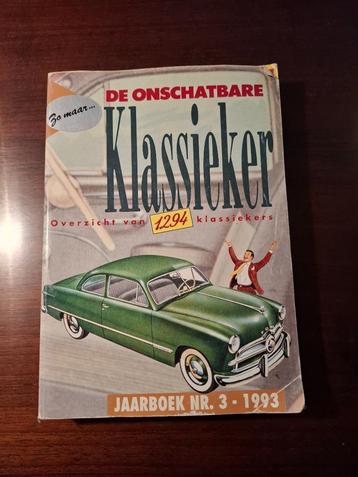 Zo maar...
DE ONSCHATBARE
Klassieker
Overzicht van 1294 klassiekers
JAARBOEK NR. 3 - 1993